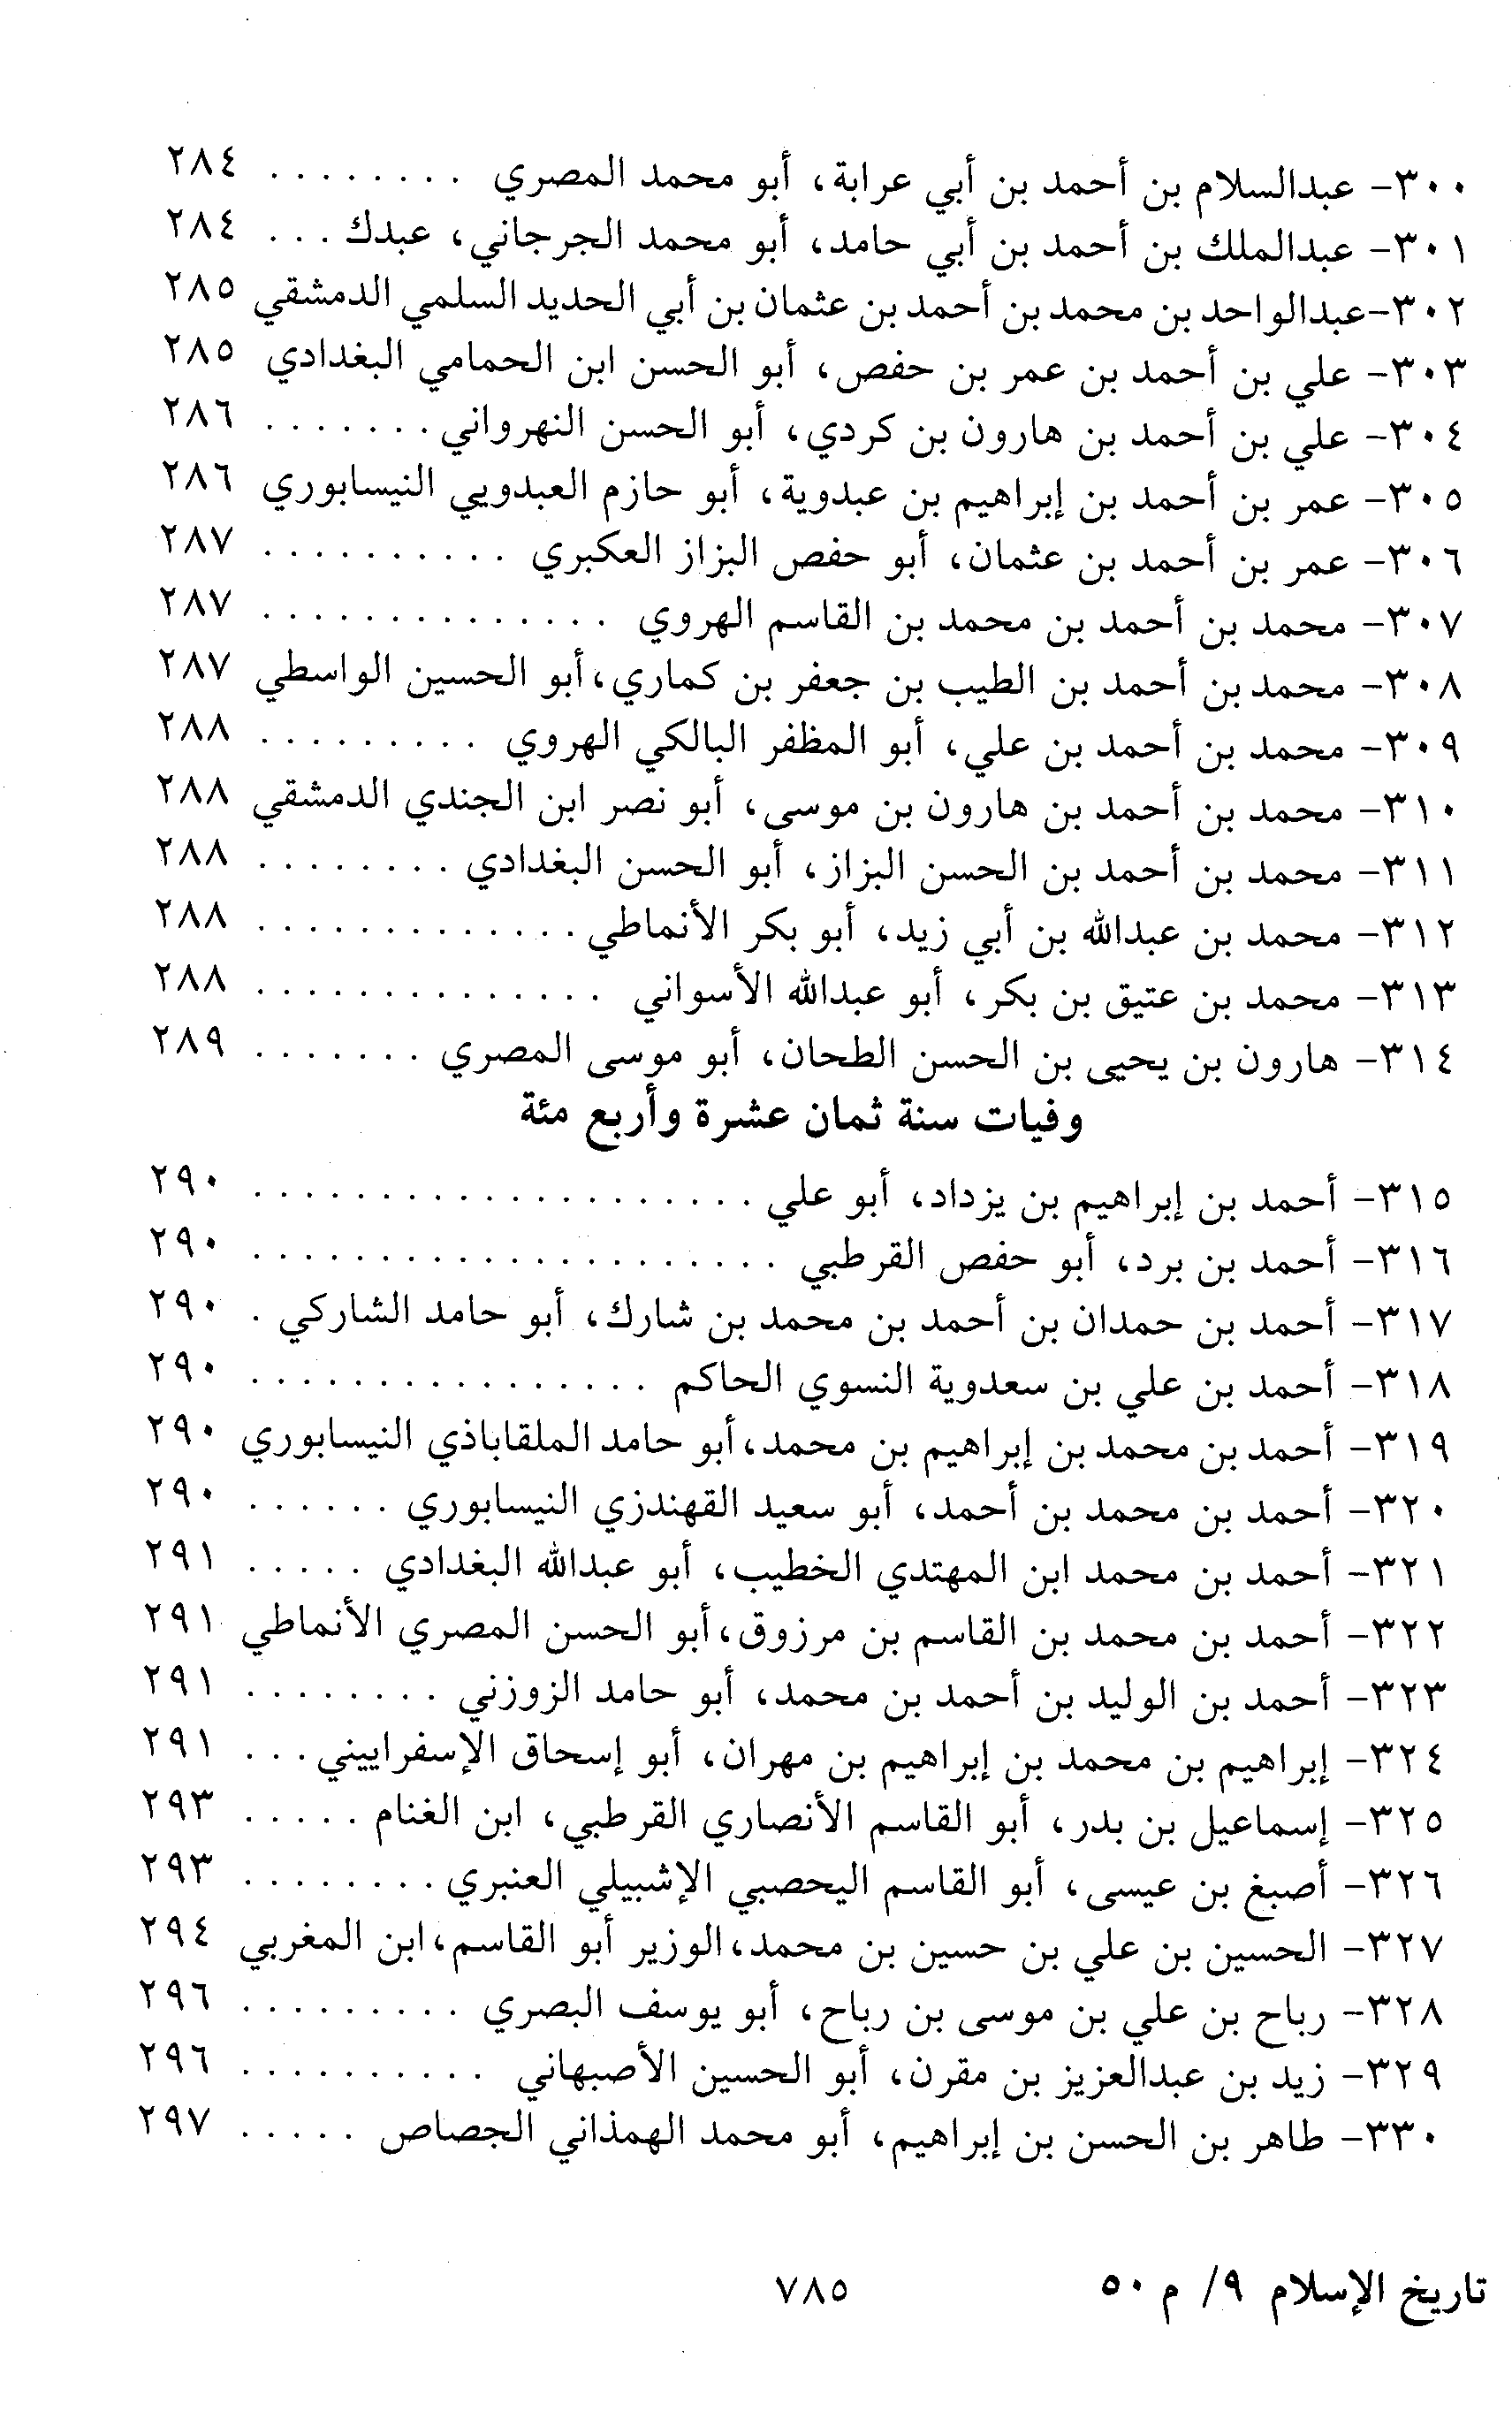 ٣٠٠- عبدالسلام بن أحمد بن أبي عرابة، أبو محمد المصري . . . . . . . . ٢٨٤
٣٠١- عبدالملك بن أحمد بن أبي حامد، أبو محمد الجرجاني، عبدك . . . ٢٨٤
٣٠٢- عبدالواحد بن محمد بن أحمد بن عثمان بن أبي الحديد السلمي الدمشقي ٢٨٥
٣٠٣- علي بن أحمد بن عمر بن حفص، أبو الحسن ابن الحمامي البغدادي ٢٨٥
٣٠٤- علي بن أحمد بن هارون بن كردي، أبو الحسن النهرواني . . . . . . . ٢٨٦
٣٠٥- عمر بن أحمد بن إبراهيم بن عبدوية، أبو حازم العبدويي النيسابوري ٢٨٦
٣٠٦- عمر بن أحمد بن عثمان، أبو حفص البزاز العكبري . . . . . . . . . . ٢٨٧
٣٠٧- محمد بن أحمد بن محمد بن القاسم الهروي . . . . . . . . . . . . . . ٢٨٧
٣٠٨- محمد بن أحمد بن الطيب بن جعفر بن كماري، أبو الحسين الواسطي ٢٨٧
٣٠٩- محمد بن أحمد بن علي، أبو المظفر البالكي الهروي . . . . . . . . . ٢٨٨
٣١٠- محمد بن أحمد بن هارون بن موسى، أبو نصر ابن الجندي الدمشقي ٢٨٨
٣١١- محمد بن أحمد بن الحسن البزاز، أبو الحسن البغدادي . . . . . . . . ٢٨٨
٣١٢- محمد بن عبدالله بن أبي زيد، أبو بكر الأنماطي . . . . . . . . . . . . . ٢٨٨
٣١٣- محمد بن عتيق بن بكر، أبو عبدالله الأسواني . . . . . . . . . . . . . . ٢٨٨
٣١٤- هارون بن يحيى بن الحسن الطحان، أبو موسى المصري . . . . . . . ٢٨٩
وفيات سنة ثمان عشرة وأربع مئة
٣١٥- أحمد بن إبراهيم بن يزداد، أبو علي . . . . . . . . . . . . . . . . . . . . ٢٩٠
٣١٦- أحمد بن برد، أبو حفص القرطبي . . . . . . . . . . . . . . . . . . . . . ٢٩٠
٣١٧- أحمد بن حمدان بن أحمد بن محمد بن شارك، أبو حامد الشاركي . ٢٩٠
٣١٨- أحمد بن علي بن سعدوية النسوي الحاكم . . . . . . . . . . . . . . . . ٢٩٠
٣١٩- أحمد بن محمد بن إبراهيم بن محمد، أبو حامد الملقاباذي النيسابوري ٢٩٠
٣٢٠- أحمد بن محمد بن أحمد، أبو سعيد القهندزي النيسابوري . . . . . . ٢٩٠
٣٢١- أحمد بن محمد ابن المهتدي الخطيب، أبو عبدالله البغدادي . . . . . ٢٩١
٣٢٢- أحمد بن محمد بن القاسم بن مرزوق، أبو الحسن المصري الأنماطي ٢٩١
٣٢٣- أحمد بن الوليد بن أحمد بن محمد، أبو حامد الزوزني . . . . . . . . ٢٩١
٣٢٤- إبراهيم بن محمد بن إبراهيم بن مهران، أبو إسحاق الإسفراييني . . . ٢٩١
٣٢٥- إسماعيل بن بدر، أبو القاسم الأنصاري القرطبي، ابن الغنام . . . . . ٢٩٣
٣٢٦- أصبغ بن عيسى، أبو القاسم اليحصبي الإشبيلي العنبري . . . . . . . . ٢٩٣
٣٢٧- الحسين بن علي بن حسين بن محمد، الوزير أبو القاسم، ابن المغربي ٢٩٤
٣٢٨- رباح بن علي بن موسى بن رباح، أبو يوسف البصري . . . . . . . . . ٢٩٦
٣٢٩- زيد بن عبدالعزيز بن مقرن، أبو الحسين الأصبهاني . . . . . . . . . . ٢٩٦
٣٣٠- طاهر بن الحسن بن إبراهيم، أبو محمد الهمذاني الجصاص . . . . . ٢٩٧
تاريخ الإسلام ٩/ م ٥٠ ٧٨٥